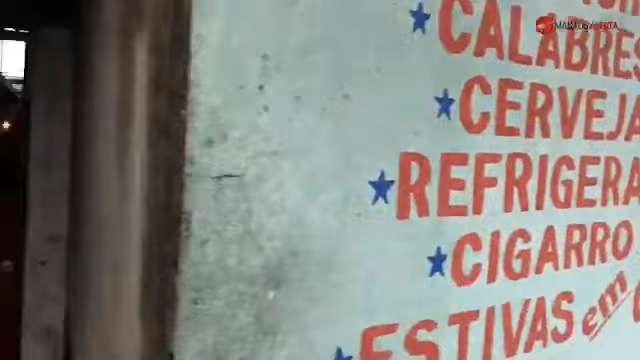 CALABRES
CERVEJA
REFRIGERA
CIGARRO
ESTIVAS em